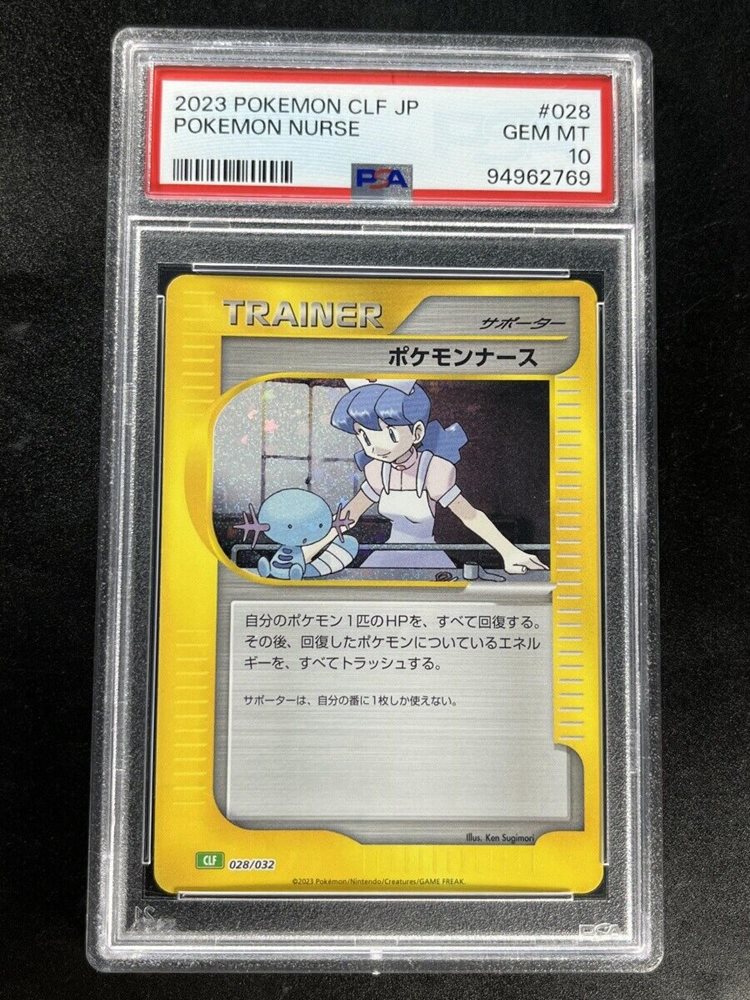 2023 POKEMON CLF JP #028
POKEMON NURSE GEM MT
10
PSA 94962769
TRAINER サポーター
ポケモンナース
自分のポケモン1匹のHPを、すべて回復する。
その後、回復したポケモンについているエネル
ギーを、すべてトラッシュする。
サポーターは、自分の番に1枚しか使えない。
Illus. Ken Sugimori
CLF 028/032
©2023 Pokémon/Nintendo/Creatures/GAME FREAK.
PSA